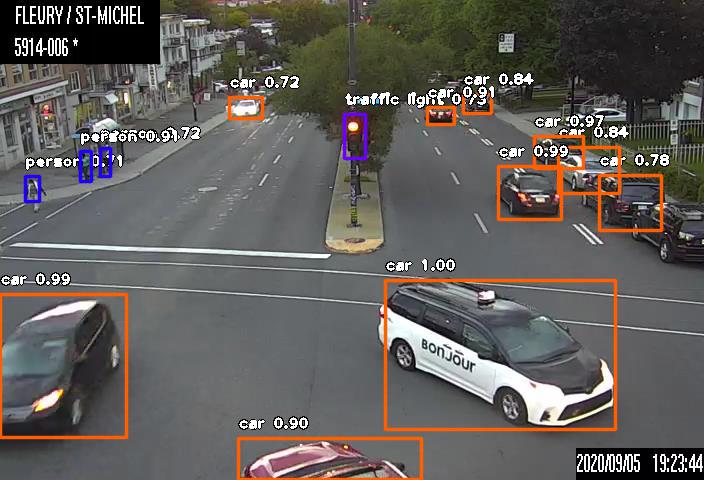 FLEURY / ST-MICHEL
5914-006 *
car 0.72
car 0.84
car 0.91
traffic light 0.73
car 0.97
person 0.91
0.72
car 0.84
person 0.71
car 0.99
car 0.78
car 1.00
car 0.99
BONJOUR
car 0.90
2020/09/05 19:23:44